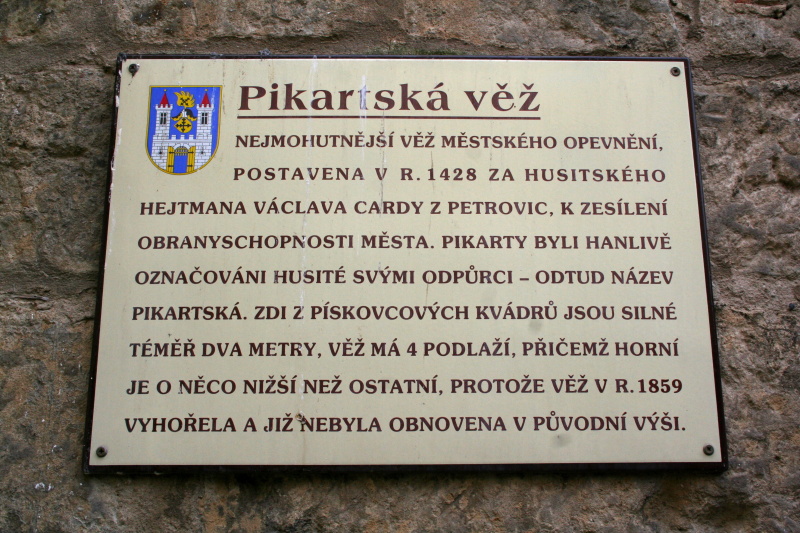 Pikartská věž
NEJMOHUTNĚJŠÍ VĚŽ MĚSTSKÉHO OPEVNĚNÍ,
POSTAVENA V R. 1428 ZA HUSITSKÉHO
HEJTMANA VÁCLAVA CARDY Z PETROVIC, K ZESÍLENÍ
OBRANYSCHOPNOSTI MĚSTA. PIKARTY BYLI HANLIVĚ
OZNAČOVÁNI HUSITÉ SVÝMI ODPŮRCI – ODTUD NÁZEV
PIKARTSKÁ. ZDI Z PÍSKOVCOVÝCH KVÁDRŮ JSOU SILNÉ
TÉMĚŘ DVA METRY, VĚŽ MÁ 4 PODLAŽÍ, PŘIČEMŽ HORNÍ
JE O NĚCO NIŽŠÍ NEŽ OSTATNÍ, PROTOŽE VĚŽ V R. 1859
VYHOŘELA A JIŽ NEBYLA OBNOVENA V PŮVODNÍ VÝŠI.